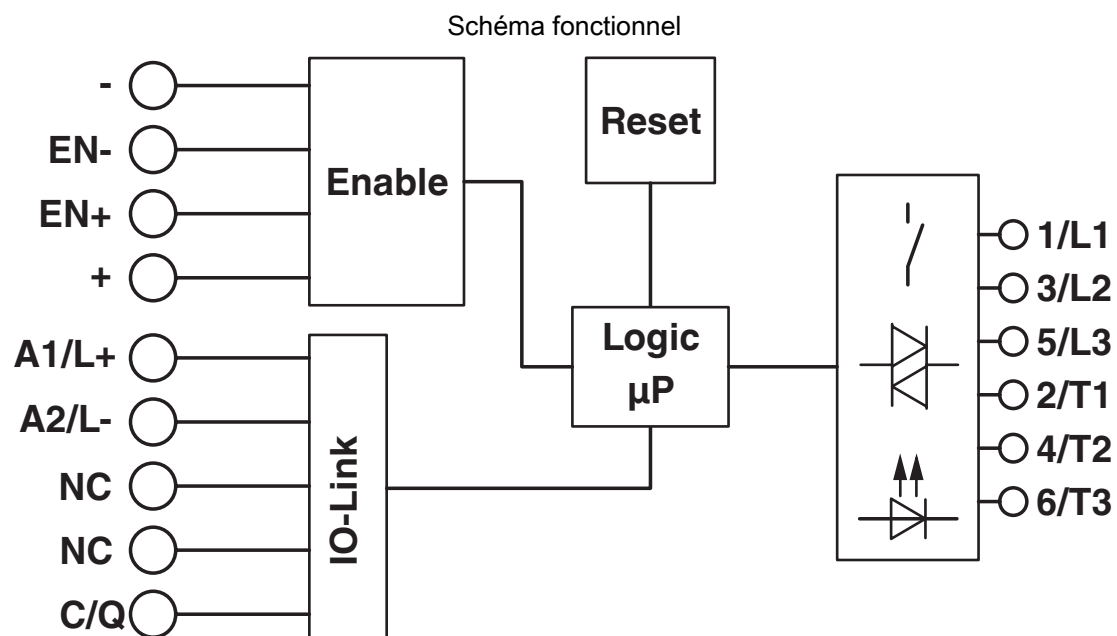 Schéma fonctionnel
-
EN-
EN+
+
Enable
A1/L+
A2/L-
NC
NC
C/Q
IO-Link
Reset
Logic
µP
1/L1
3/L2
5/L3
2/T1
4/T2
6/T3